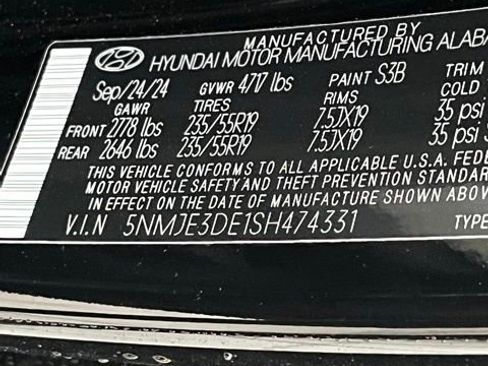 MANUFACTURED BY
HYUNDAI MOTOR MANUFACTURING ALABA
Sep/24/24 GVWR 4717 lbs PAINT S3B TRIM
GAWR TIRES RIMS COLD
FRONT 2778 lbs 235/55R19 7.5JX19 35 psi
REAR 2646 lbs 235/55R19 7.5JX19 35 psi
THIS VEHICLE CONFORMS TO ALL APPLICABLE U.S.A. FEDE
MOTOR VEHICLE SAFETY AND THEFT PREVENTION STANDAR
IN EFFECT ON THE DATE OF MANUFACTURE SHOWN ABOVE.
V.I.N 5NMJE3DE1SH474331 TYPE